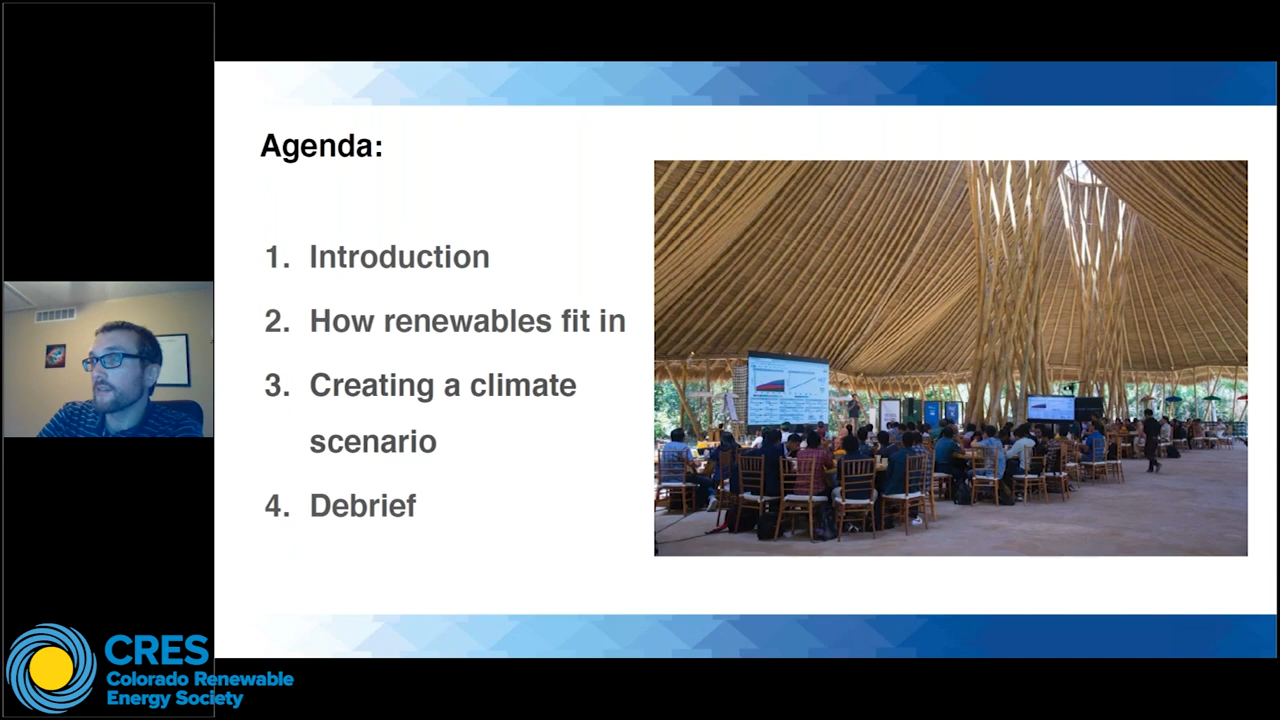 Agenda:
1. Introduction
2. How renewables fit in
3. Creating a climate
scenario
4. Debrief
CRES
Colorado Renewable
Energy Society